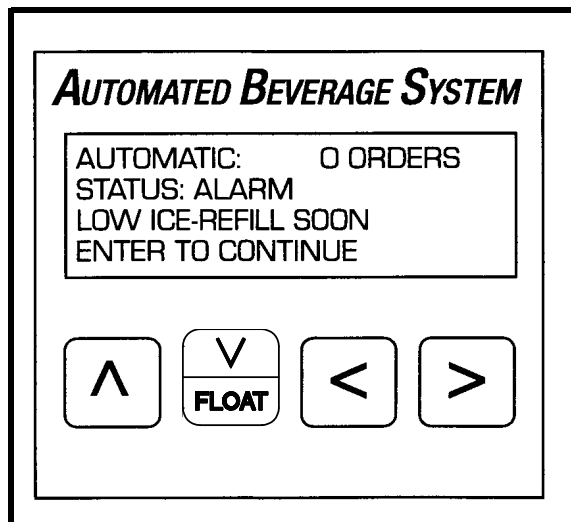 AUTOMATED BEVERAGE SYSTEM
AUTOMATIC: 0 ORDERS
STATUS: ALARM
LOW ICE-REFILL SOON
ENTER TO CONTINUE
Λ V < >
FLOAT